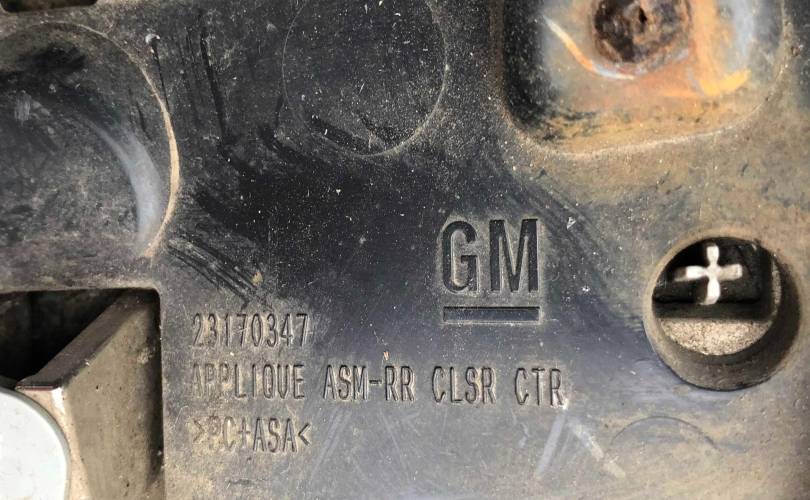 GM
23170347
APPLIQUE ASM-RR CLSR CTR
>PC+ASA<